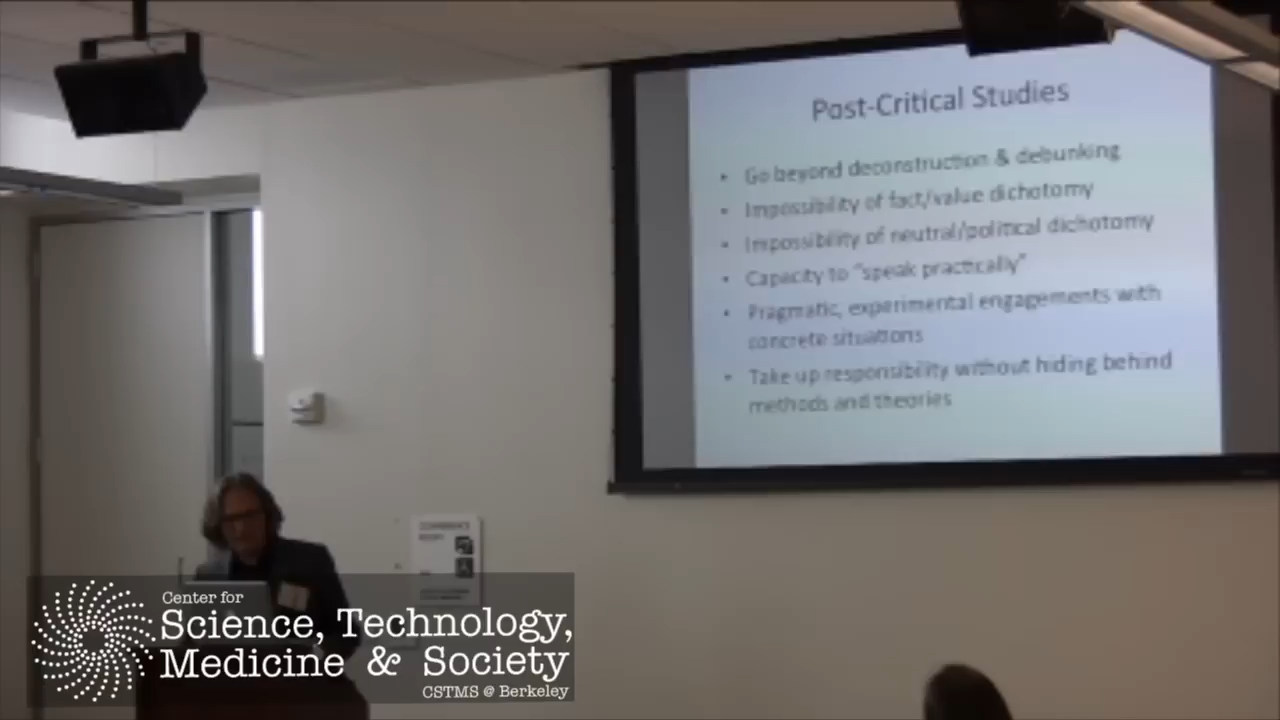 Post-Critical Studies
• Go beyond deconstruction & debunking
• Impossibility of fact/value dichotomy
• Impossibility of neutral/political dichotomy
• Capacity to "speak practically"
• Pragmatic, experimental engagements with
concrete situations
• Take up responsibility without hiding behind
methods and theories
CONFERENCE
ROOM
Center for
Science, Technology,
Medicine & Society
CSTMS @ Berkeley